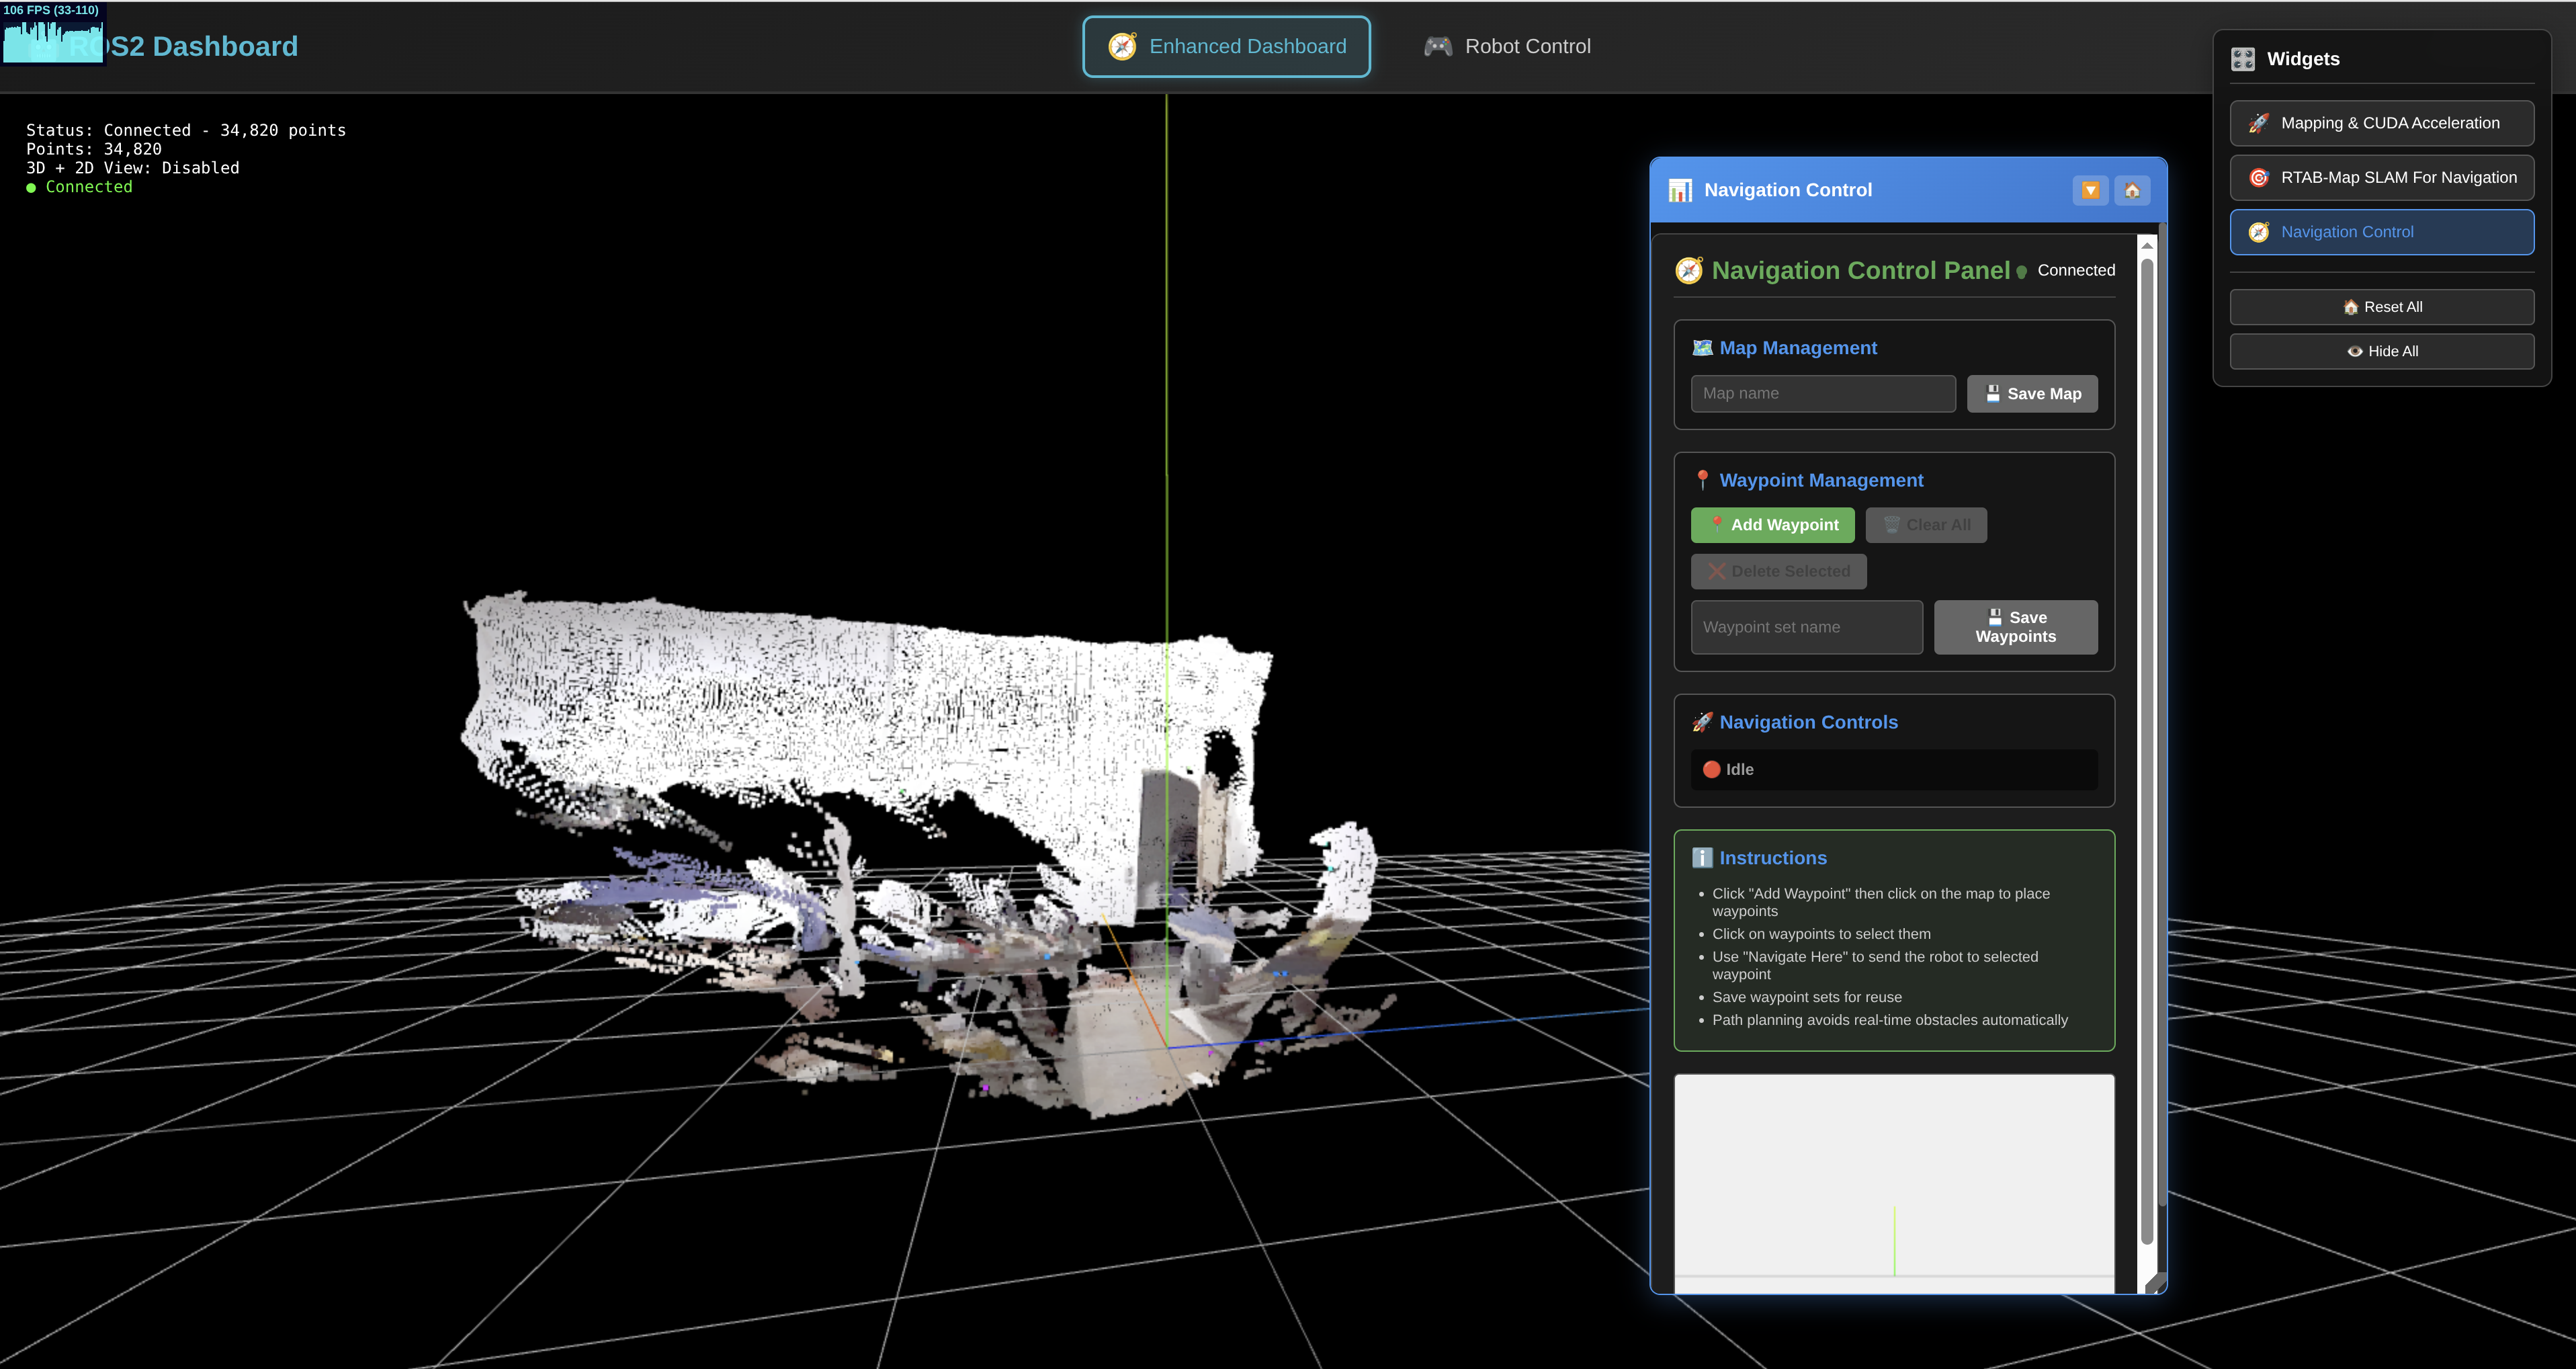 106 FPS (33-110)
ROS2 Dashboard
Enhanced Dashboard
Robot Control
Status: Connected - 34,820 points
Points: 34,820
3D + 2D View: Disabled
Connected
Navigation Control
Navigation Control Panel
Connected
Map Management
Map name
Save Map
Waypoint Management
Add Waypoint
Clear All
Delete Selected
Waypoint set name
Save
Waypoints
Navigation Controls
Idle
Instructions
Click "Add Waypoint" then click on the map to place
waypoints
Click on waypoints to select them
Use "Navigate Here" to send the robot to selected
waypoint
Save waypoint sets for reuse
Path planning avoids real-time obstacles automatically
Widgets
Mapping & CUDA Acceleration
RTAB-Map SLAM For Navigation
Navigation Control
Reset All
Hide All